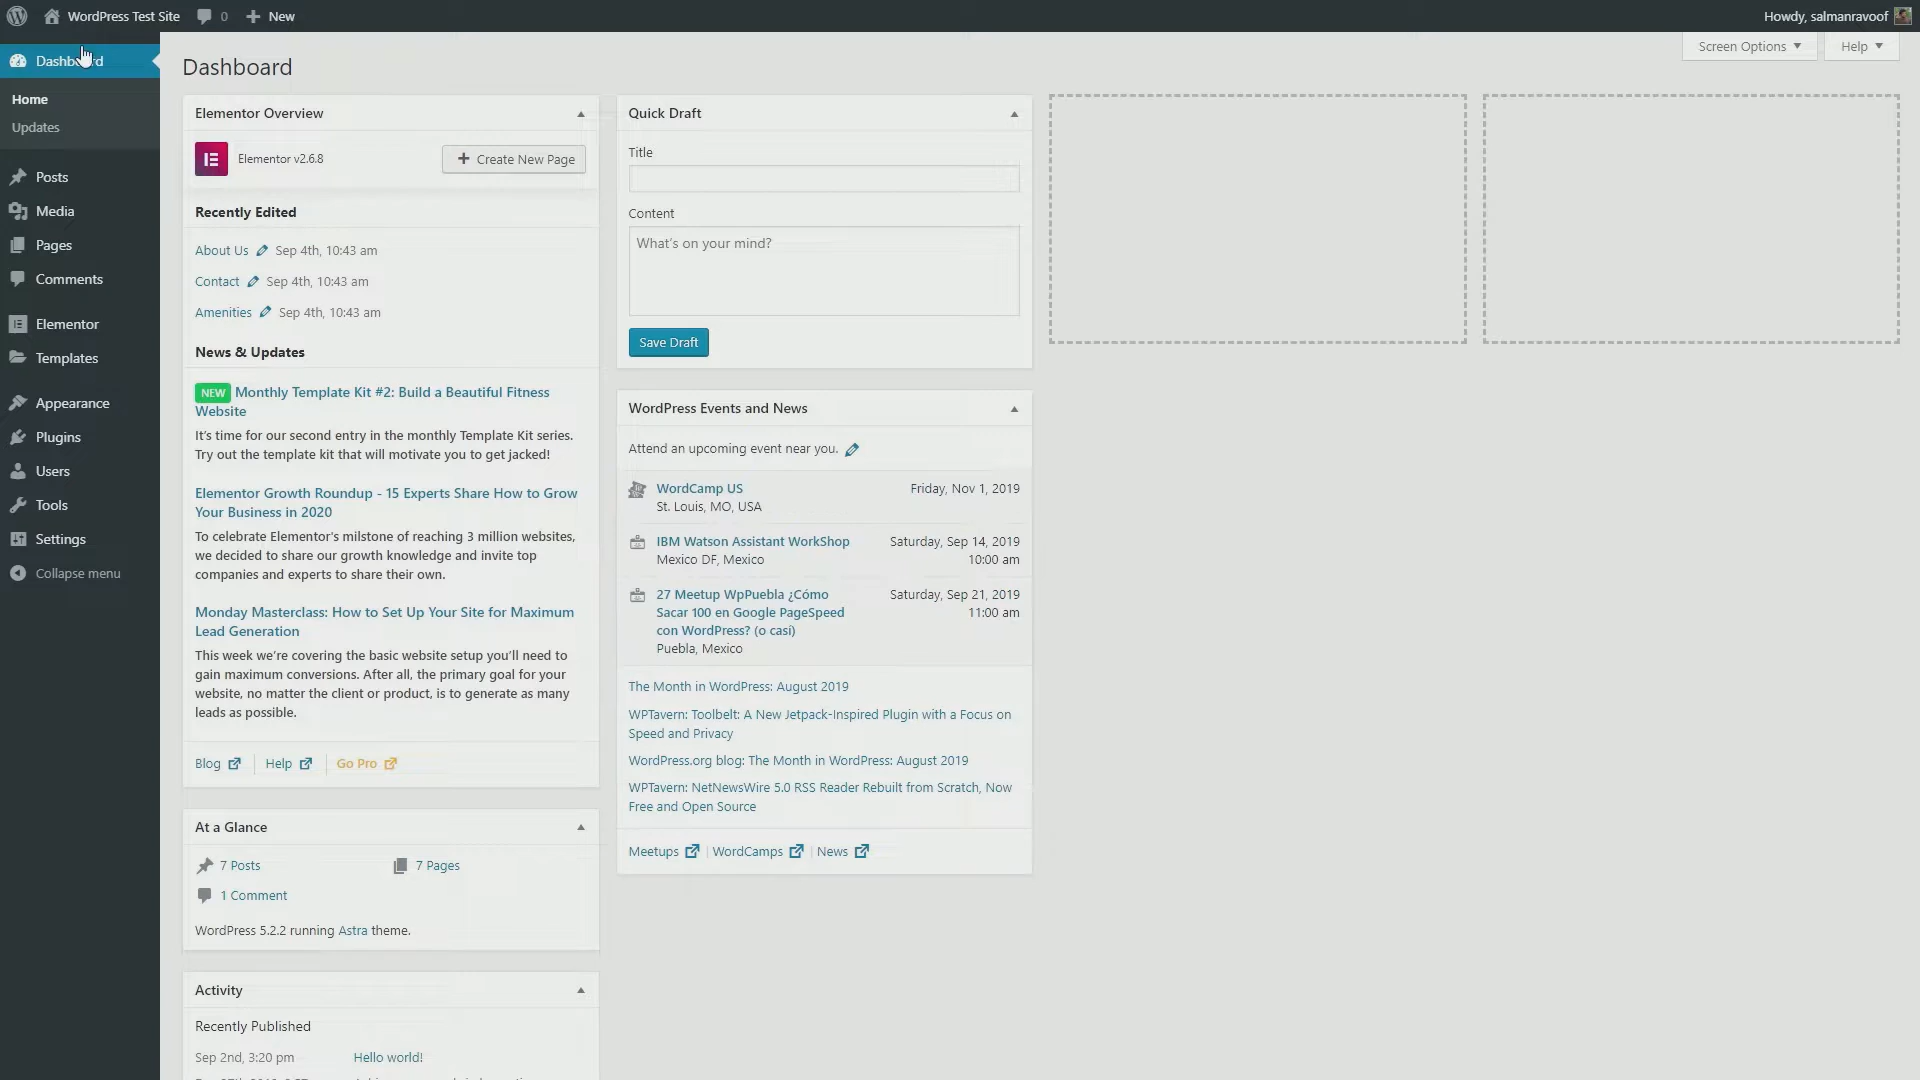 WordPress Test Site
0
New
Howdy, salmanravoof
Screen Options
Help
Dashboard
Home
Updates
Posts
Media
Pages
Comments
Elementor
Templates
Appearance
Plugins
Users
Tools
Settings
Collapse menu
Dashboard
Elementor Overview
Elementor v2.6.8
Create New Page
Recently Edited
About Us Sep 4th, 10:43 am
Contact Sep 4th, 10:43 am
Amenities Sep 4th, 10:43 am
News & Updates
NEW Monthly Template Kit #2: Build a Beautiful Fitness
Website
It's time for our second entry in the monthly Template Kit series.
Try out the template kit that will motivate you to get jacked!
Elementor Growth Roundup - 15 Experts Share How to Grow
Your Business in 2020
To celebrate Elementor's milstone of reaching 3 million websites,
we decided to share our growth knowledge and invite top
companies and experts to share their own.
Monday Masterclass: How to Set Up Your Site for Maximum
Lead Generation
This week we're covering the basic website setup you'll need to
gain maximum conversions. After all, the primary goal for your
website, no matter the client or product, is to generate as many
leads as possible.
Blog Help Go Pro
At a Glance
7 Posts 7 Pages
1 Comment
WordPress 5.2.2 running Astra theme.
Activity
Recently Published
Sep 2nd, 3:20 pm Hello world!
Quick Draft
Title
Content
What's on your mind?
Save Draft
WordPress Events and News
Attend an upcoming event near you.
WordCamp US Friday, Nov 1, 2019
St. Louis, MO, USA
IBM Watson Assistant WorkShop Saturday, Sep 14, 2019
Mexico DF, Mexico 10:00 am
27 Meetup WpPuebla ¿Cómo Saturday, Sep 21, 2019
Sacar 100 en Google PageSpeed 11:00 am
con WordPress? (o casi)
Puebla, Mexico
The Month in WordPress: August 2019
WPTavern: Toolbelt: A New Jetpack-Inspired Plugin with a Focus on
Speed and Privacy
WordPress.org blog: The Month in WordPress: August 2019
WPTavern: NetNewsWire 5.0 RSS Reader Rebuilt from Scratch, Now
Free and Open Source
Meetups | WordCamps | News